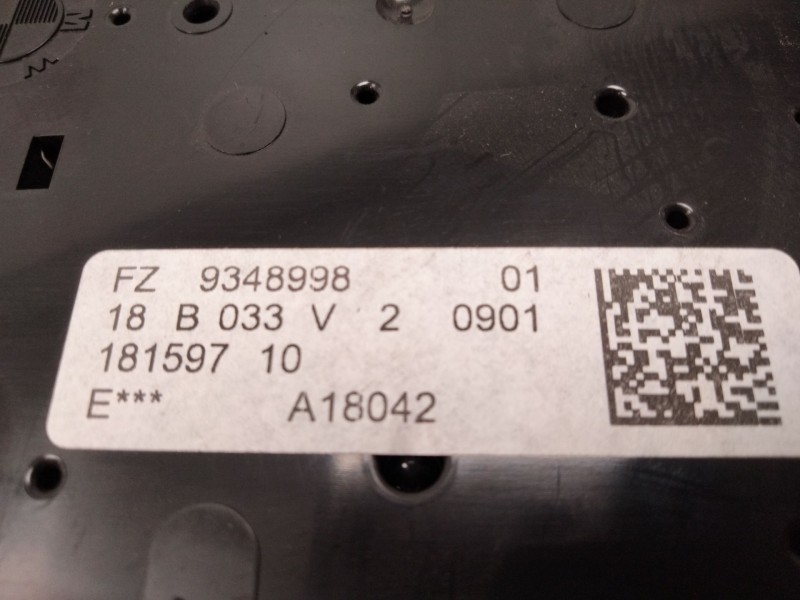 M
W
FZ 9348998 01
18 B 033 V 2 0901
181597 10
E*** A18042